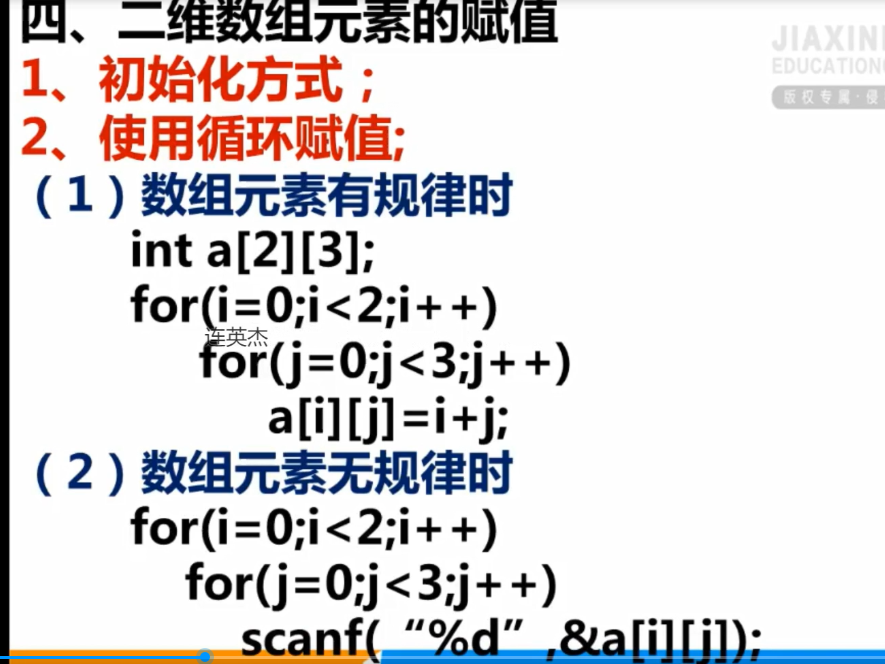 四、二维数组元素的赋值
JIAXIN
EDUCATION
版权专属·侵
1、初始化方式；
2、使用循环赋值;
（1）数组元素有规律时
int a[2][3];
for(i=0;i<2;i++)
连英杰
for(j=0;j<3;j++)
a[i][j]=i+j;
（2）数组元素无规律时
for(i=0;i<2;i++)
for(j=0;j<3;j++)
scanf(“%d”,&a[i][j]);